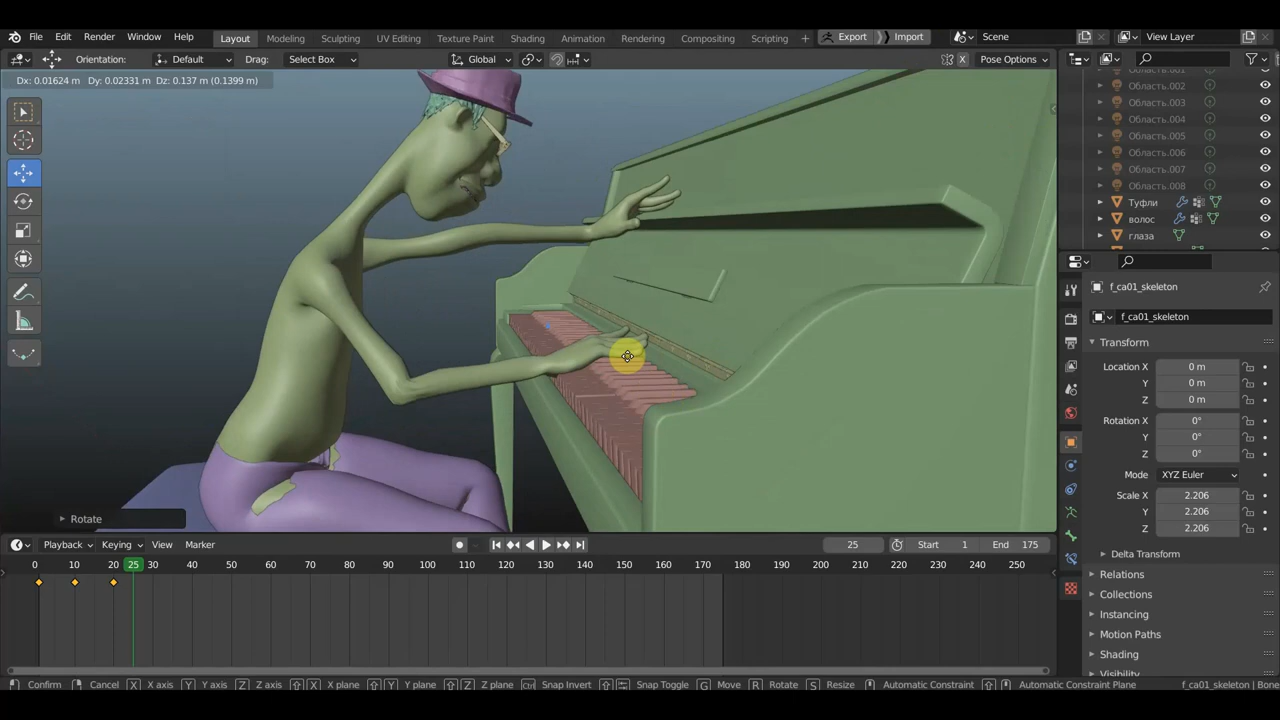 File Edit Render Window Help Layout Modeling Sculpting UV Editing Texture Paint Shading Animation Rendering Compositing Scripting + Export Import Scene View Layer
Orientation: Default Drag: Select Box Global X Pose Options
Dx: 0.01624 m Dy: 0.02331 m Dz: 0.137 m (0.1399 m)
Область.001
Область.002
Область.003
Область.004
Область.005
Область.006
Область.007
Область.008
Туфли
волос
глаза
f_ca01_skeleton
f_ca01_skeleton
Transform
Location X 0 m
Y 0 m
Z 0 m
Rotation X 0°
Y 0°
Z 0°
Mode XYZ Euler
Scale X 2.206
Y 2.206
Z 2.206
Delta Transform
Relations
Collections
Instancing
Motion Paths
Shading
Visibility
Rotate
Playback Keying View Marker 25 Start 1 End 175
0 10 20 25 30 40 50 60 70 80 90 100 110 120 130 140 150 160 170 180 190 200 210 220 230 240 250
Confirm Cancel X X axis Y Y axis Z Z axis X X plane Y Y plane Z Z plane Ctrl Snap Invert Snap Toggle G Move R Rotate S Resize Automatic Constraint Automatic Constraint Plane f_ca01_skeleton | Bone